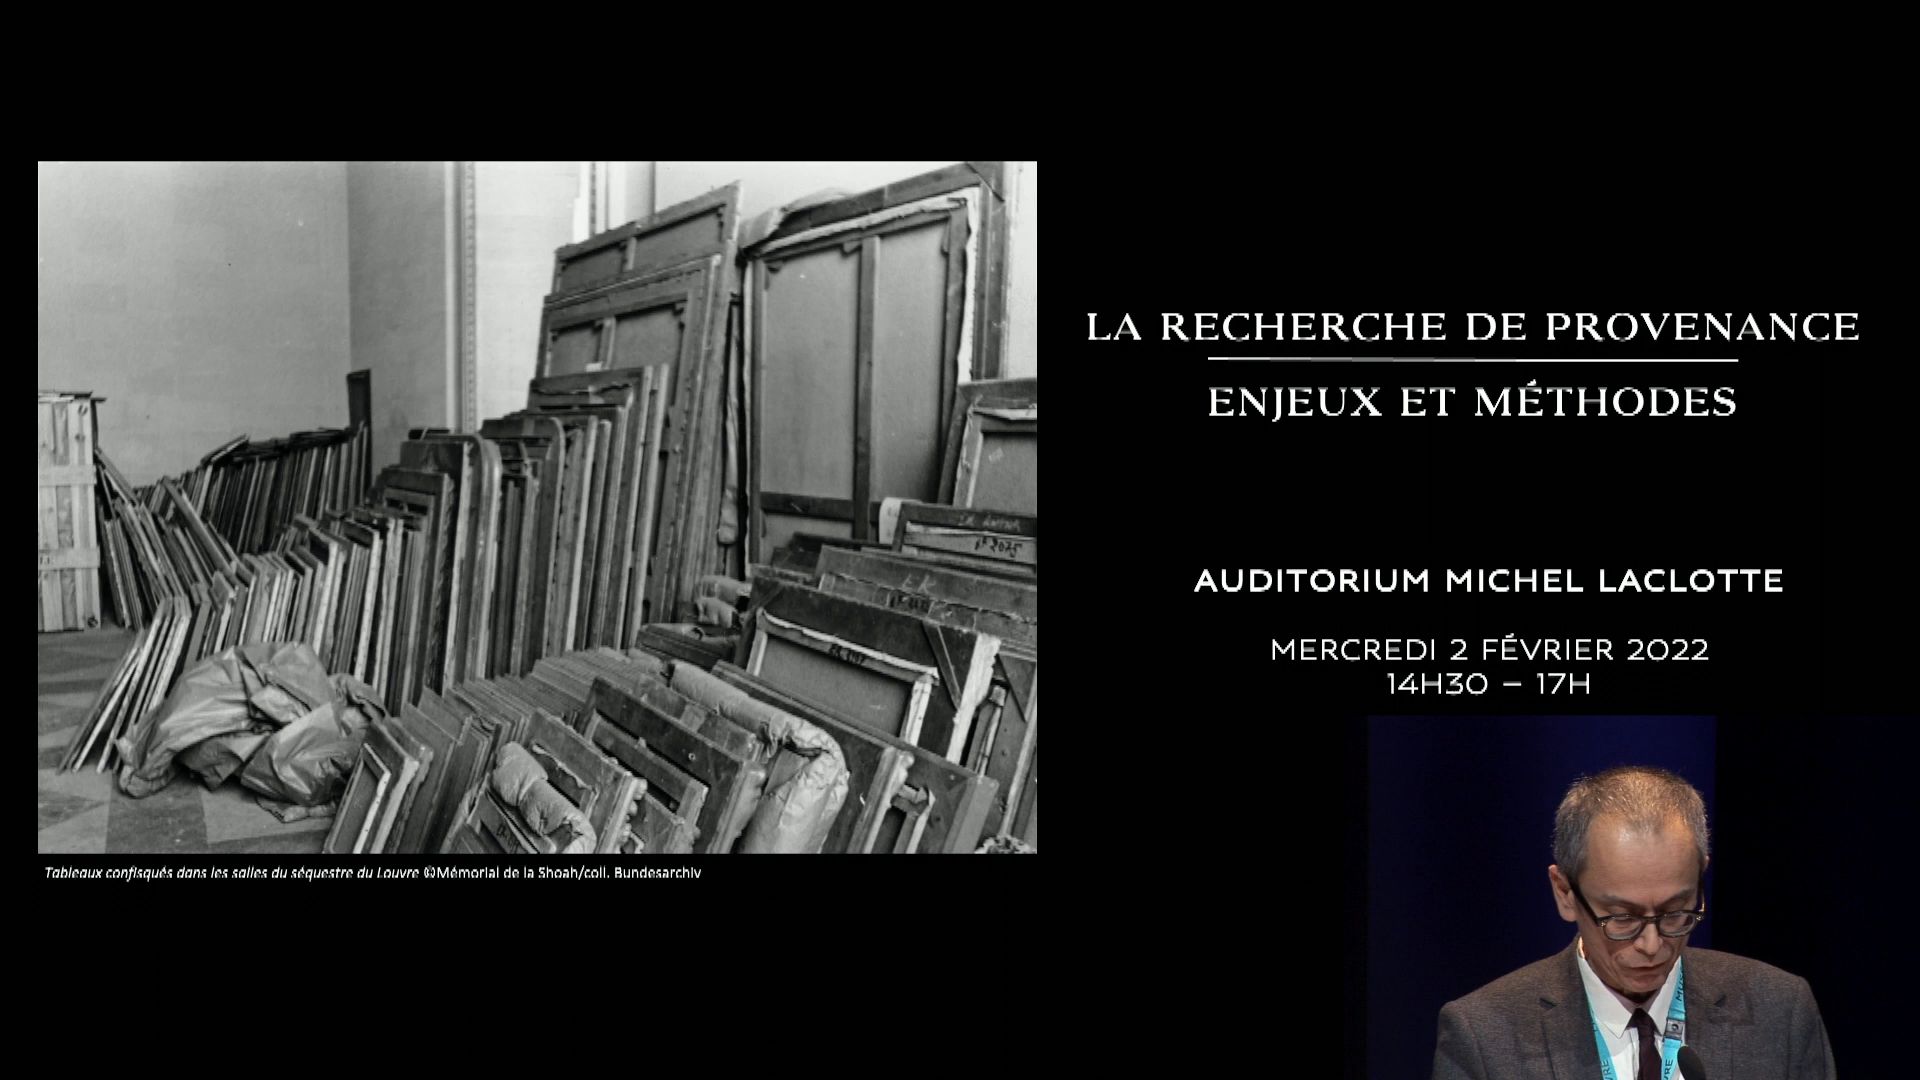 LA RECHERCHE DE PROVENANCE
ENJEUX ET MÉTHODES
AUDITORIUM MICHEL LACLOTTE
MERCREDI 2 FÉVRIER 2022
14H30 – 17H
Tableaux confisqués dans les salles du séquestre du Louvre ©Mémorial de la Shoah/coll. Bundesarchiv